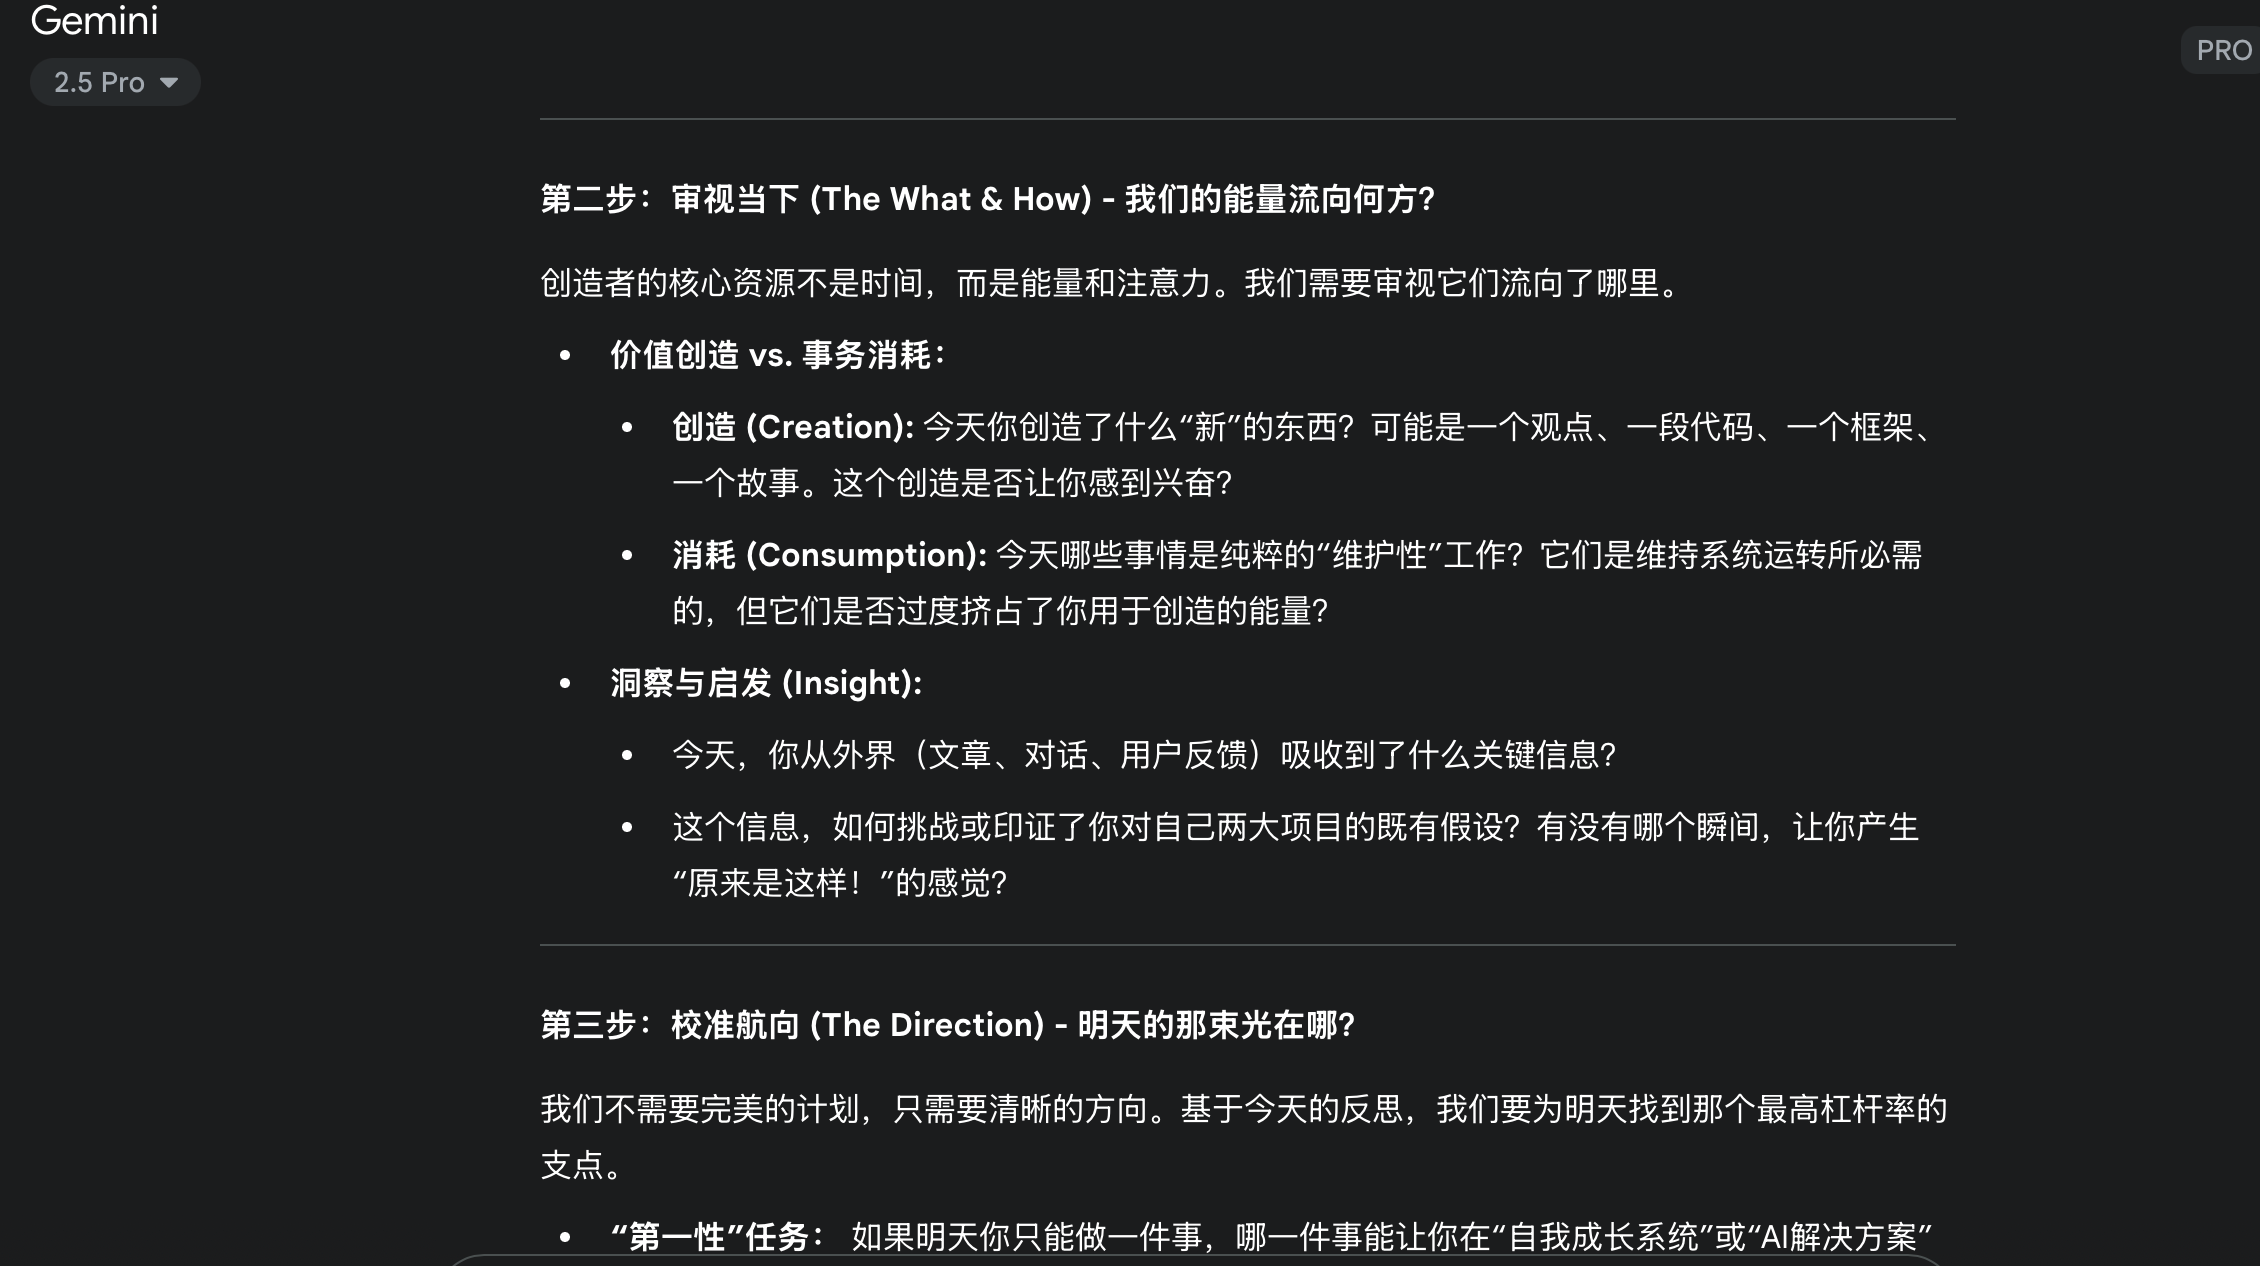 Gemini
2.5 Pro
PRO
第二步：审视当下 (The What & How) - 我们的能量流向何方？
创造者的核心资源不是时间，而是能量和注意力。我们需要审视它们流向了哪里。
价值创造 vs. 事务消耗：
创造 (Creation): 今天你创造了什么“新”的东西？可能是一个观点、一段代码、一个框架、
一个故事。这个创造是否让你感到兴奋？
消耗 (Consumption): 今天哪些事情是纯粹的“维护性”工作？它们是维持系统运转所必需
的，但它们是否过度挤占了你用于创造的能量？
洞察与启发 (Insight):
今天，你从外界（文章、对话、用户反馈）吸收到了什么关键信息？
这个信息，如何挑战或印证了你对自己两大项目的既有假设？有没有哪个瞬间，让你产生
“原来是这样！”的感觉？
第三步：校准航向 (The Direction) - 明天的那束光在哪？
我们不需要完美的计划，只需要清晰的方向。基于今天的反思，我们要为明天找到那个最高杠杆率的
支点。
“第一性”任务： 如果明天你只能做一件事，哪一件事能让你在“自我成长系统”或“AI解决方案”